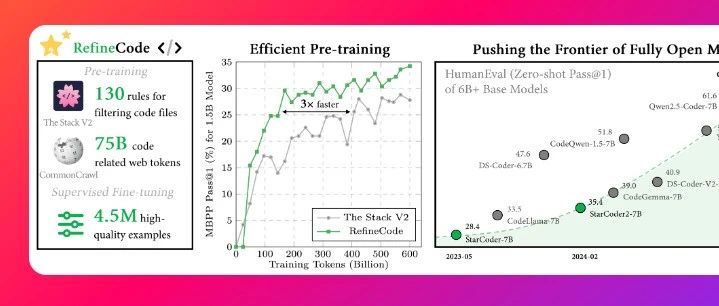 RefineCode </>
Pre-training
130 rules for
filtering code files
The Stack V2
75B code
related web tokens
CommonCrawl
Supervised Fine-tuning
4.5M high-
quality examples
Efficient Pre-training
MBPP Pass@1 (%) for 1.5B Model
35
30
25
20
15
10
5
0
3× faster
The Stack V2
RefineCode
0 100 200 300 400 500 600
Training Tokens (Billion)
Pushing the Frontier of Fully Open M
HumanEval (Zero-shot Pass@1)
of 6B+ Base Models
61.6
Qwen2.5-Coder-7B
51.8
CodeQwen-1.5-7B
47.6
DS-Coder-6.7B
40.9
DS-Coder-V2-
39.0
CodeGemma-7B
35.4
StarCoder2-7B
33.5
CodeLlama-7B
28.4
StarCoder-7B
2023-05
2024-02